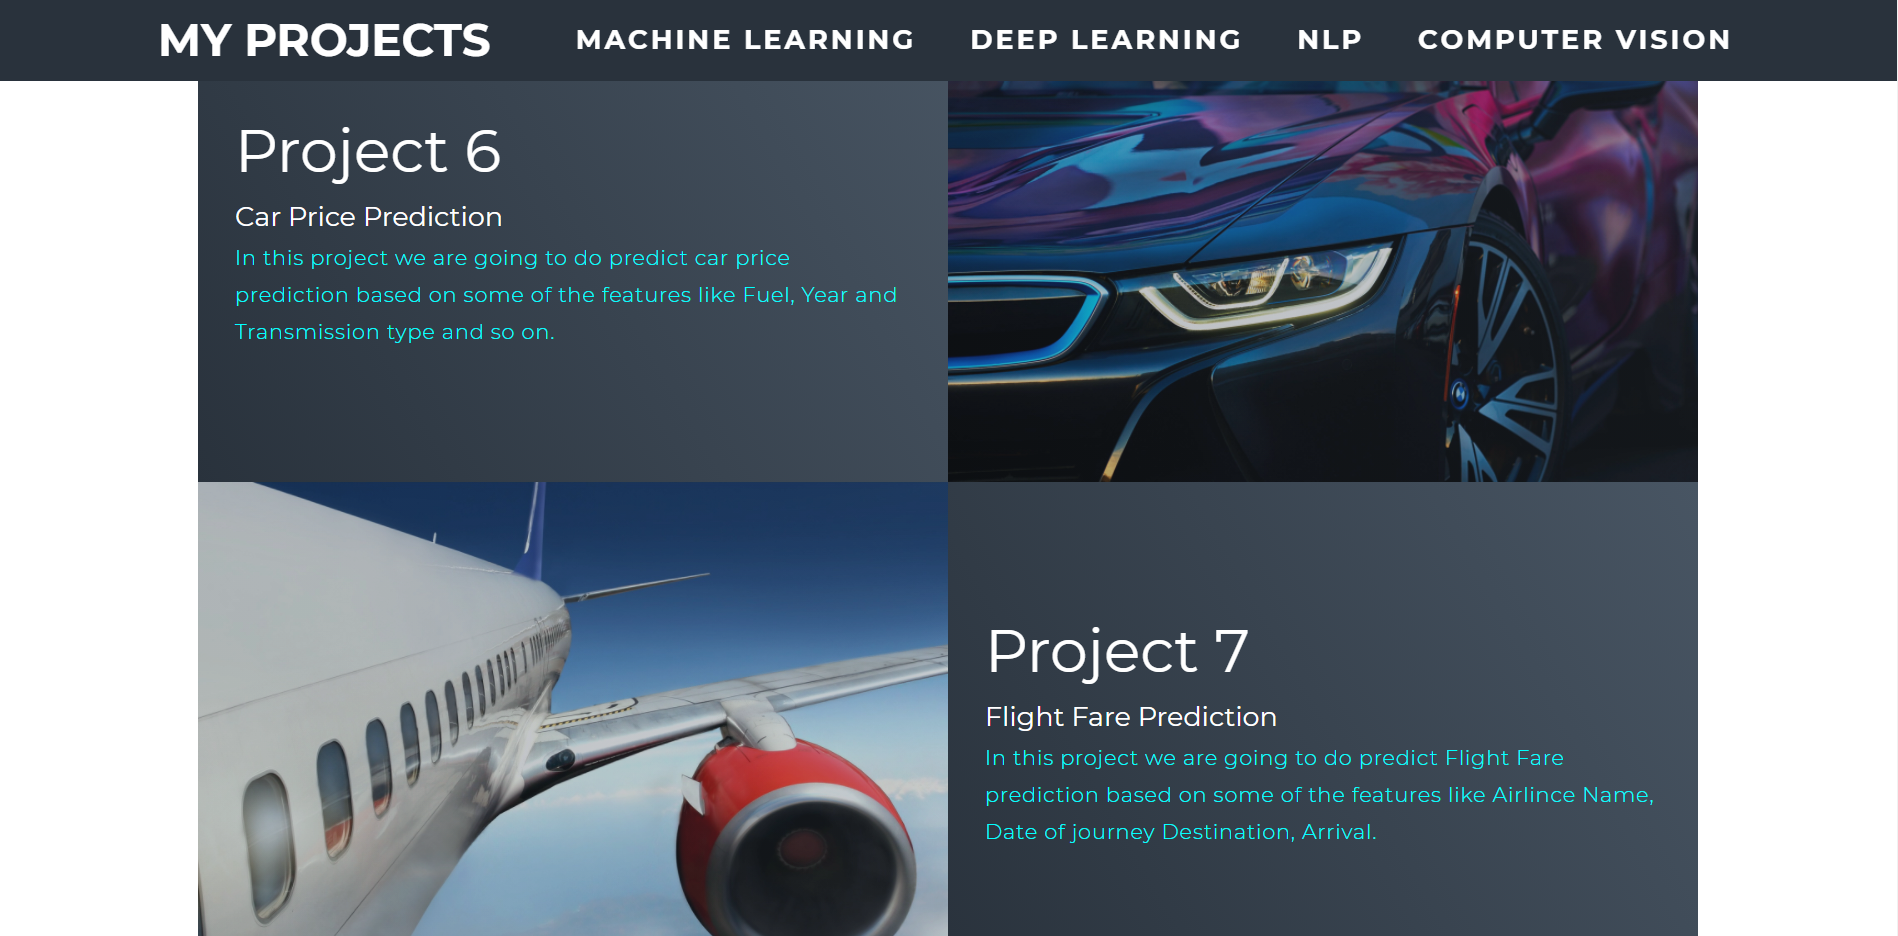 MY PROJECTS
MACHINE LEARNING
DEEP LEARNING
NLP
COMPUTER VISION
Project 6
Car Price Prediction
In this project we are going to do predict car price
prediction based on some of the features like Fuel, Year and
Transmission type and so on.
Project 7
Flight Fare Prediction
In this project we are going to do predict Flight Fare
prediction based on some of the features like Airlince Name,
Date of journey Destination, Arrival.